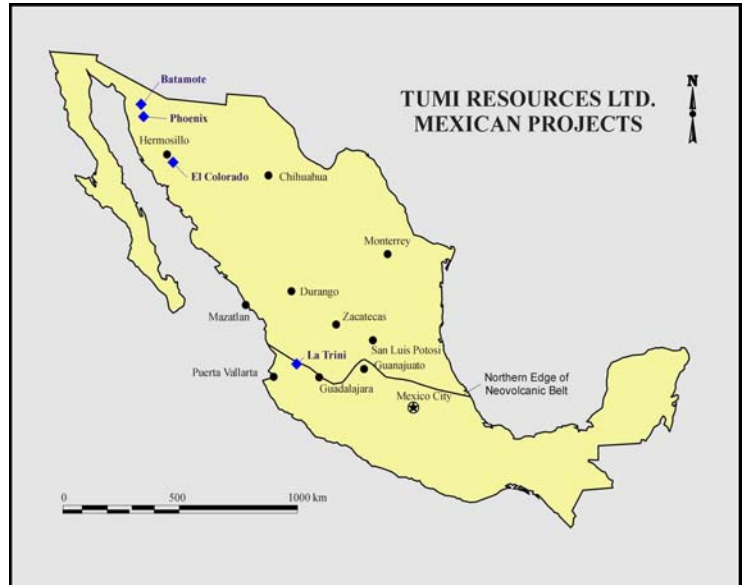 TUMI RESOURCES LTD.
MEXICAN PROJECTS
N
Batamote
Phoenix
Hermosillo
El Colorado
Chihuahua
Monterrey
Durango
Mazatlan
Zacatecas
San Luis Potosi
La Trini
Guanajuato
Puerta Vallarta
Guadalajara
Northern Edge of
Neovolcanic Belt
Mexico City
0 500 1000 km